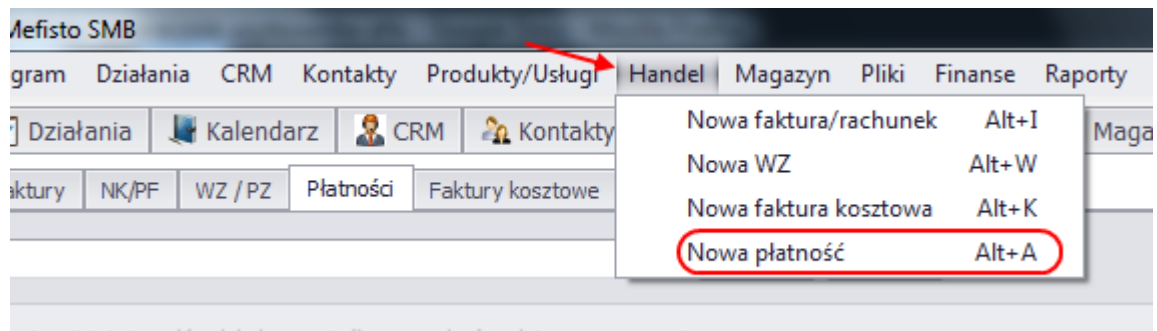 Mefisto SMB
gram Działania CRM Kontakty Produkty/Usługi Handel Magazyn Pliki Finanse Raporty
Działania Kalendarz CRM Kontakty Maga
ktury NK/PF WZ / PZ Płatności Faktury kosztowe
Nowa faktura/rachunek Alt+I
Nowa WZ Alt+W
Nowa faktura kosztowa Alt+K
Nowa płatność Alt+A